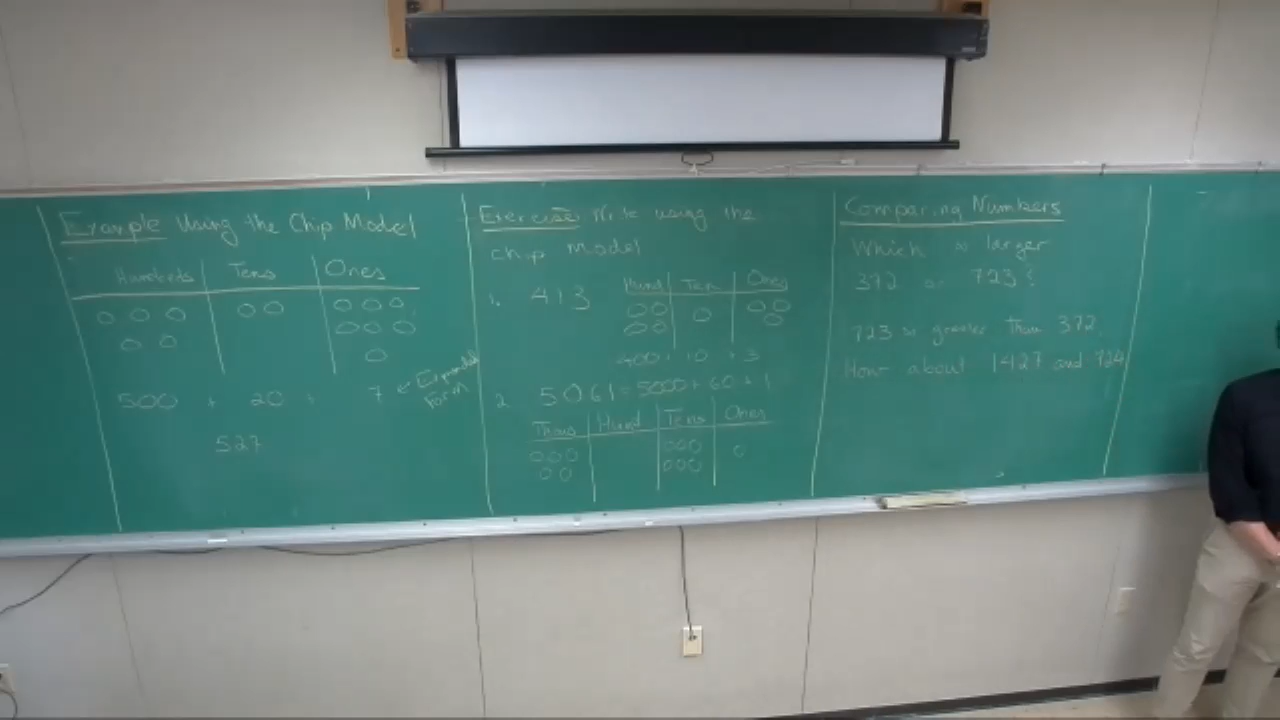 Example Using the Chip Model
Hundreds Tens Ones
500 + 20 + 7 ← Expanded Form
527
Exercise: Write using the
Chip Model
1. 413
Hund Ten Ones
400 + 10 + 3
2. 5061 = 5000 + 60 + 1
Thous Hund Tens Ones
Comparing Numbers
Which is larger
372 or 723?
723 is greater than 372.
How about 1427 and 724